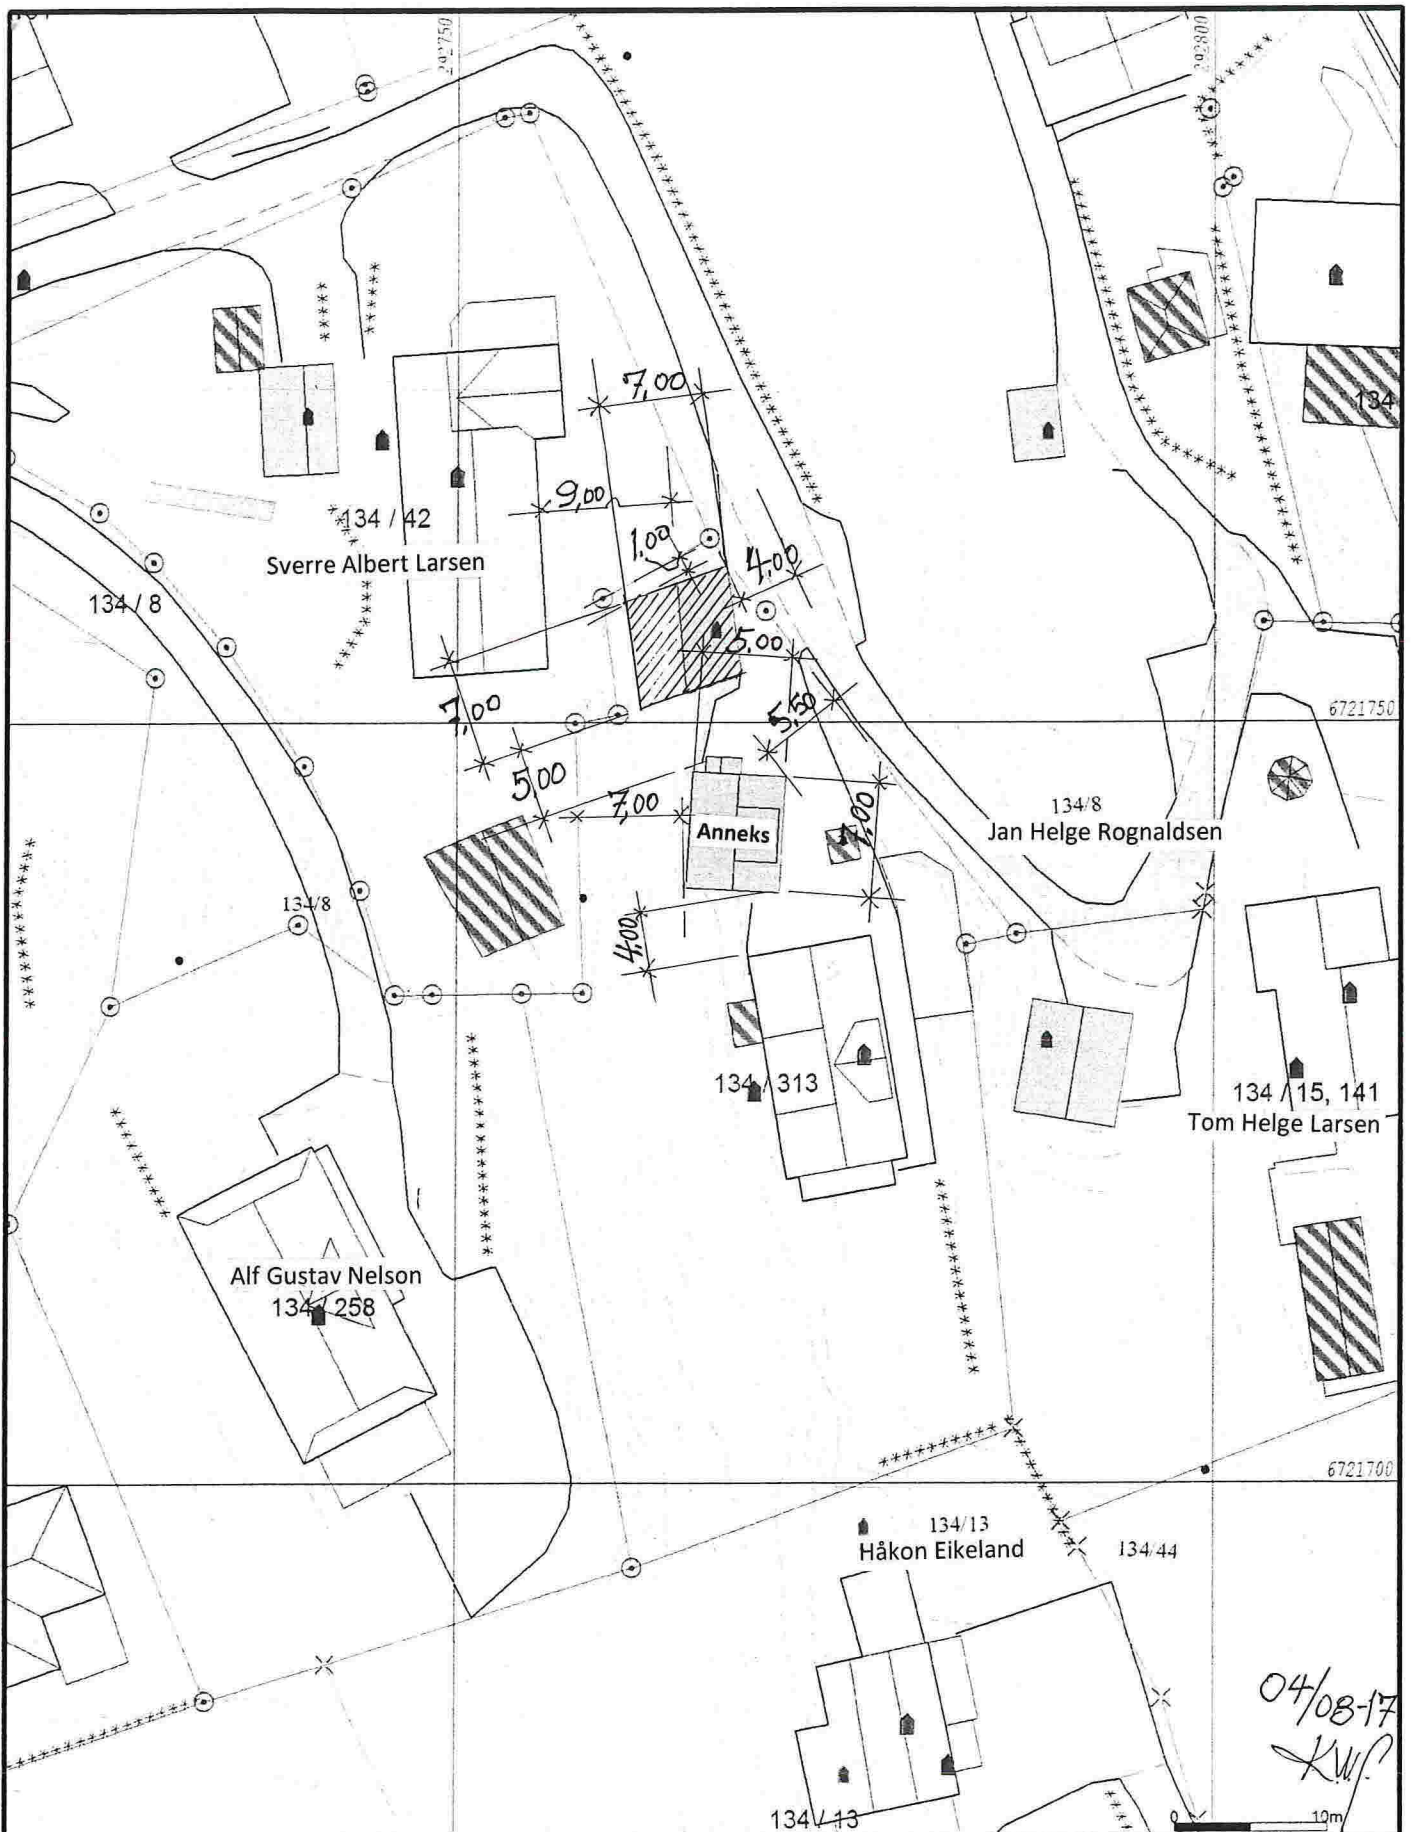 292750
292800
7,00
134
9,00
134 / 42
1,00
Sverre Albert Larsen
4,00
134 / 8
5,00
7,00
5,50
6721750
5,00
7,00
134/8
Anneks
7,00
Jan Helge Rognaldsen
134/8
4,00
134 / 313
134 / 15, 141
Tom Helge Larsen
Alf Gustav Nelson
134 / 258
6721700
134/13
Håkon Eikeland
134/44
04/08-17
134 / 13
0 10m